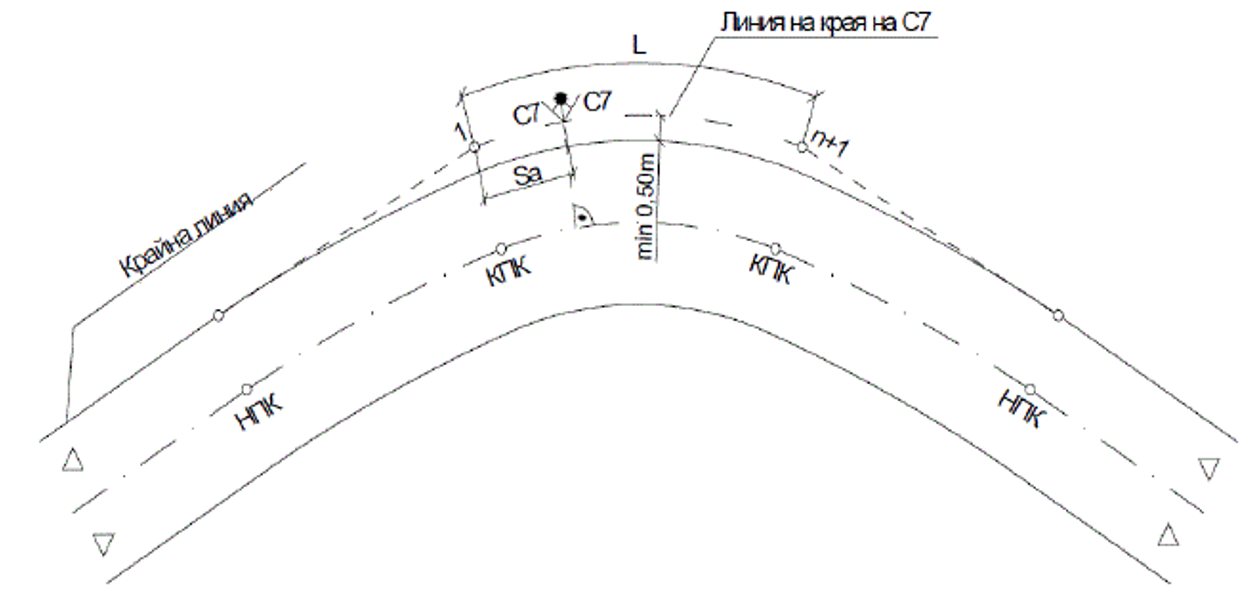 Линия на края на С7
L
С7
С7
1
n+1
Sa
min 0,50m
Крайна линия
КПК
КПК
НПК
НПК